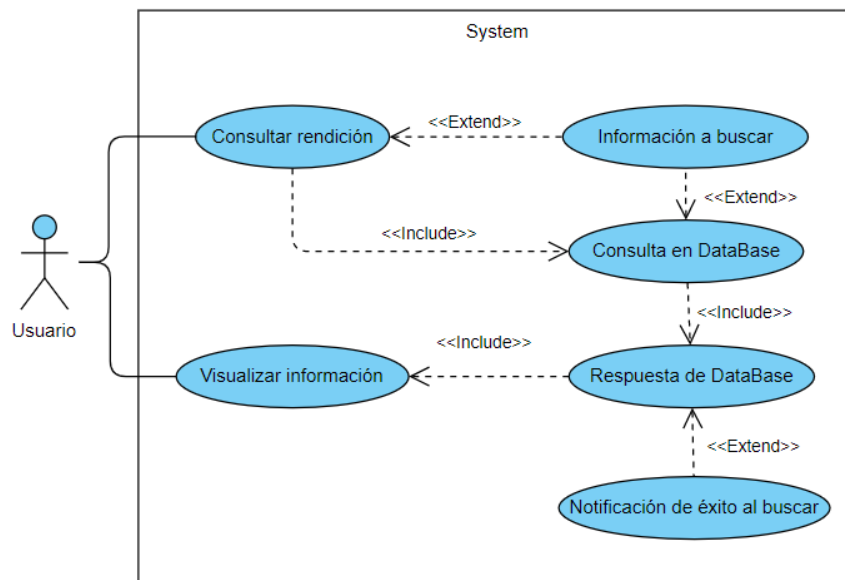 System
Consultar rendición
<<Extend>>
Información a buscar
<<Extend>>
<<Include>>
Consulta en DataBase
Usuario
<<Include>>
<<Include>>
Visualizar información
Respuesta de DataBase
<<Extend>>
Notificación de éxito al buscar